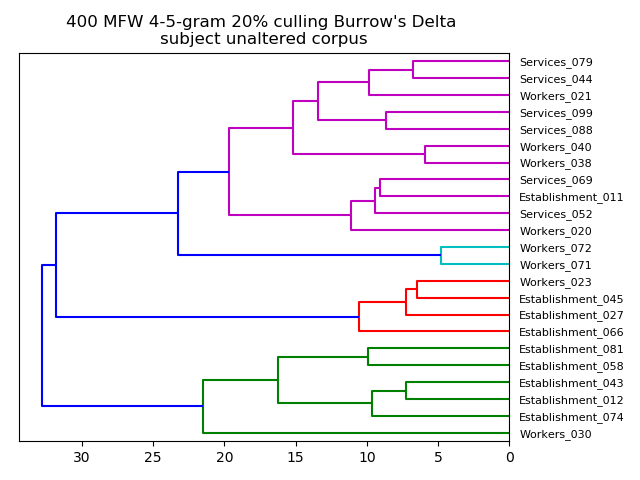 400 MFW 4-5-gram 20% culling Burrow's Delta
subject unaltered corpus
Services_079
Services_044
Workers_021
Services_099
Services_088
Workers_040
Workers_038
Services_069
Establishment_011
Services_052
Workers_020
Workers_072
Workers_071
Workers_023
Establishment_045
Establishment_027
Establishment_066
Establishment_081
Establishment_058
Establishment_043
Establishment_012
Establishment_074
Workers_030
30 25 20 15 10 5 0